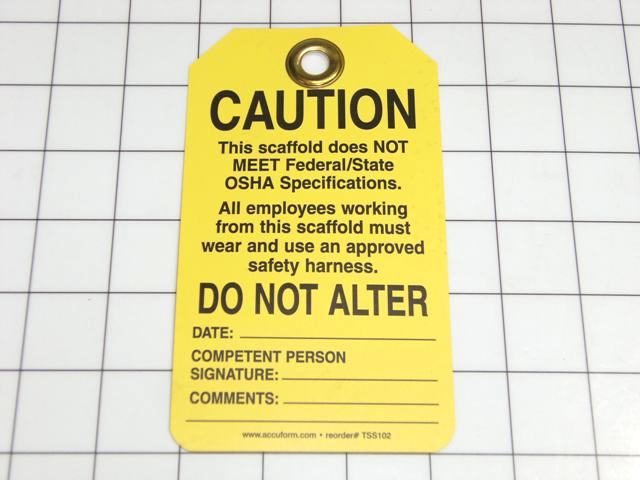 CAUTION
This scaffold does NOT
MEET Federal/State
OSHA Specifications.
All employees working
from this scaffold must
wear and use an approved
safety harness.
DO NOT ALTER
DATE:
COMPETENT PERSON
SIGNATURE:
COMMENTS:
www.accuform.com • reorder# TSS102